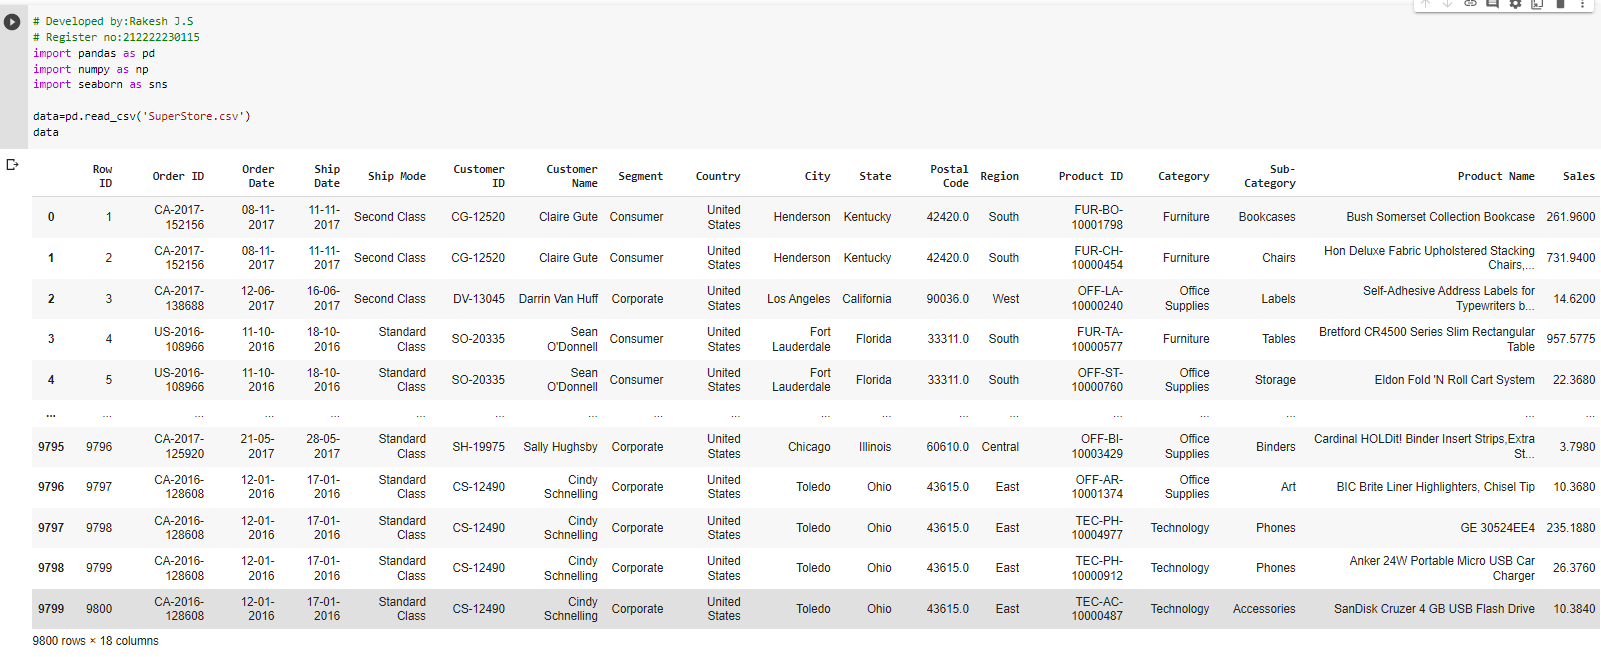 # Developed by:Rakesh J.S
# Register no:212222230115
import pandas as pd
import numpy as np
import seaborn as sns
data=pd.read_csv('SuperStore.csv')
data
Row ID Order ID Order Date Ship Date Ship Mode Customer ID Customer Name Segment Country City State Postal Code Region Product ID Category Sub-Category Product Name Sales
0 1 CA-2017-152156 08-11-2017 11-11-2017 Second Class CG-12520 Claire Gute Consumer United States Henderson Kentucky 42420.0 South FUR-BO-10001798 Furniture Bookcases Bush Somerset Collection Bookcase 261.9600
1 2 CA-2017-152156 08-11-2017 11-11-2017 Second Class CG-12520 Claire Gute Consumer United States Henderson Kentucky 42420.0 South FUR-CH-10000454 Furniture Chairs Hon Deluxe Fabric Upholstered Stacking Chairs,... 731.9400
2 3 CA-2017-138688 12-06-2017 16-06-2017 Second Class DV-13045 Darrin Van Huff Corporate United States Los Angeles California 90036.0 West OFF-LA-10000240 Office Supplies Labels Self-Adhesive Address Labels for Typewriters b... 14.6200
3 4 US-2016-108966 11-10-2016 18-10-2016 Standard Class SO-20335 Sean O'Donnell Consumer United States Fort Lauderdale Florida 33311.0 South FUR-TA-10000577 Furniture Tables Bretford CR4500 Series Slim Rectangular Table 957.5775
4 5 US-2016-108966 11-10-2016 18-10-2016 Standard Class SO-20335 Sean O'Donnell Consumer United States Fort Lauderdale Florida 33311.0 South OFF-ST-10000760 Office Supplies Storage Eldon Fold 'N Roll Cart System 22.3680
... ... ... ... ... ... ... ... ... ... ... ... ... ... ... ... ... ... ...
9795 9796 CA-2017-125920 21-05-2017 28-05-2017 Standard Class SH-19975 Sally Hughsby Corporate United States Chicago Illinois 60610.0 Central OFF-BI-10003429 Office Supplies Binders Cardinal HOLDit! Binder Insert Strips,Extra St... 3.7980
9796 9797 CA-2016-128608 12-01-2016 17-01-2016 Standard Class CS-12490 Cindy Schnelling Corporate United States Toledo Ohio 43615.0 East OFF-AR-10001374 Office Supplies Art BIC Brite Liner Highlighters, Chisel Tip 10.3680
9797 9798 CA-2016-128608 12-01-2016 17-01-2016 Standard Class CS-12490 Cindy Schnelling Corporate United States Toledo Ohio 43615.0 East TEC-PH-10004977 Technology Phones GE 30524EE4 235.1880
9798 9799 CA-2016-128608 12-01-2016 17-01-2016 Standard Class CS-12490 Cindy Schnelling Corporate United States Toledo Ohio 43615.0 East TEC-PH-10000912 Technology Phones Anker 24W Portable Micro USB Car Charger 26.3760
9799 9800 CA-2016-128608 12-01-2016 17-01-2016 Standard Class CS-12490 Cindy Schnelling Corporate United States Toledo Ohio 43615.0 East TEC-AC-10000487 Technology Accessories SanDisk Cruzer 4 GB USB Flash Drive 10.3840
9800 rows × 18 columns